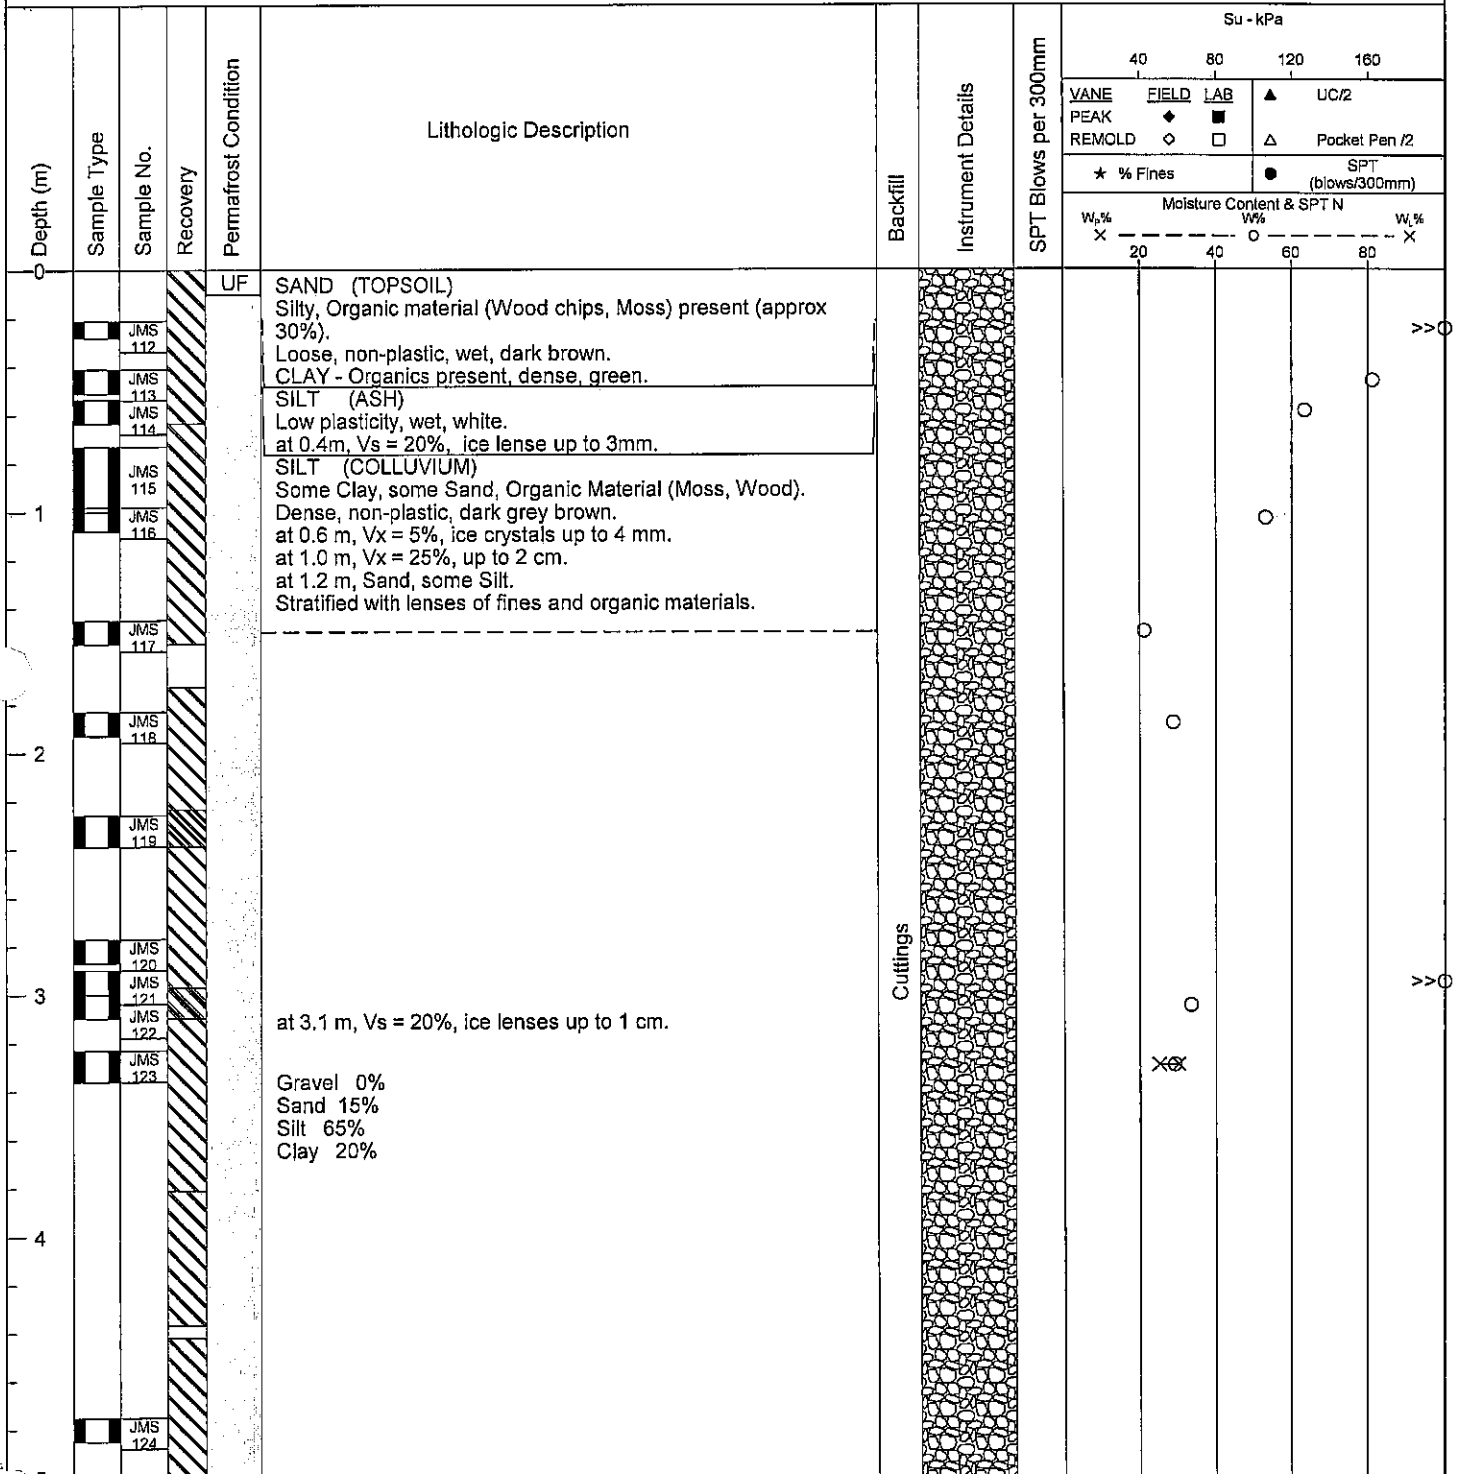 Su - kPa
40 80 120 160
Depth (m)
Sample Type
Sample No.
Recovery
Permafrost Condition
Lithologic Description
Backfill
Instrument Details
SPT Blows per 300mm
VANE FIELD LAB ▲ UC/2
PEAK ◆ ■
REMOLD ◇ □ △ Pocket Pen /2
★ % Fines ● SPT
(blows/300mm)
Moisture Content & SPT N
Wp% W% WL%
20 40 60 80
0
UF
SAND (TOPSOIL)
Silty, Organic material (Wood chips, Moss) present (approx
30%).
Loose, non-plastic, wet, dark brown.
CLAY - Organics present, dense, green.
SILT (ASH)
Low plasticity, wet, white.
at 0.4m, Vs = 20%, ice lense up to 3mm.
SILT (COLLUVIUM)
Some Clay, some Sand, Organic Material (Moss, Wood).
Dense, non-plastic, dark grey brown.
at 0.6 m, Vx = 5%, ice crystals up to 4 mm.
at 1.0 m, Vx = 25%, up to 2 cm.
at 1.2 m, Sand, some Silt.
Stratified with lenses of fines and organic materials.
JMS
112
JMS
113
JMS
114
JMS
115
1
JMS
116
JMS
117
JMS
118
2
JMS
119
JMS
120
JMS
121
3
JMS
122
JMS
123
at 3.1 m, Vs = 20%, ice lenses up to 1 cm.
Gravel 0%
Sand 15%
Silt 65%
Clay 20%
Cuttings
>>
>>
4
JMS
124